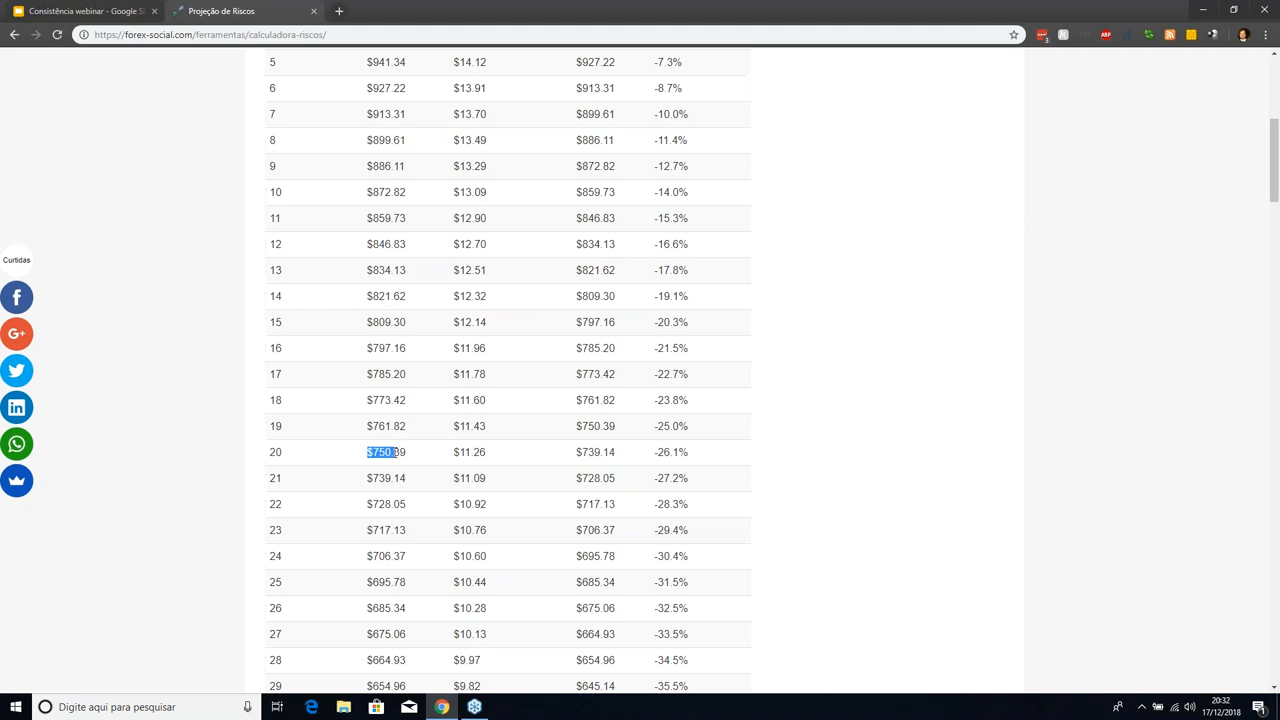 Consistência webinar - Google Sl
Projeção de Riscos
https://forex-social.com/ferramentas/calculadora-riscos/
5 $941.34 $14.12 $927.22 -7.3%
6 $927.22 $13.91 $913.31 -8.7%
7 $913.31 $13.70 $899.61 -10.0%
8 $899.61 $13.49 $886.11 -11.4%
9 $886.11 $13.29 $872.82 -12.7%
10 $872.82 $13.09 $859.73 -14.0%
11 $859.73 $12.90 $846.83 -15.3%
12 $846.83 $12.70 $834.13 -16.6%
13 $834.13 $12.51 $821.62 -17.8%
14 $821.62 $12.32 $809.30 -19.1%
15 $809.30 $12.14 $797.16 -20.3%
16 $797.16 $11.96 $785.20 -21.5%
17 $785.20 $11.78 $773.42 -22.7%
18 $773.42 $11.60 $761.82 -23.8%
19 $761.82 $11.43 $750.39 -25.0%
20 $750.39 $11.26 $739.14 -26.1%
21 $739.14 $11.09 $728.05 -27.2%
22 $728.05 $10.92 $717.13 -28.3%
23 $717.13 $10.76 $706.37 -29.4%
24 $706.37 $10.60 $695.78 -30.4%
25 $695.78 $10.44 $685.34 -31.5%
26 $685.34 $10.28 $675.06 -32.5%
27 $675.06 $10.13 $664.93 -33.5%
28 $664.93 $9.97 $654.96 -34.5%
29 $654.96 $9.82 $645.14 -35.5%
Curtidas
Digite aqui para pesquisar
20:32
17/12/2018